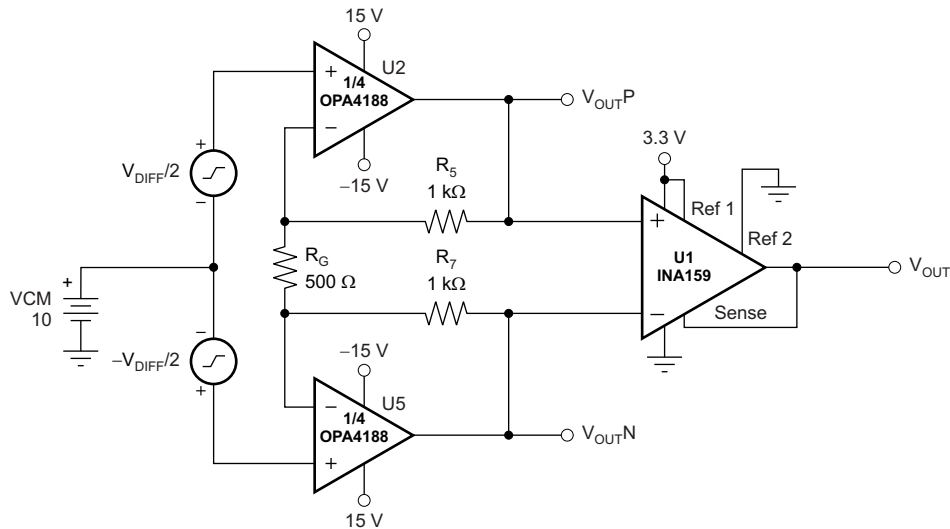 15 V
U2
+
1/4
OPA4188
−
−15 V
V_OUTP
+
V_DIFF/2
−
R_5
1 kΩ
3.3 V
Ref 1
Ref 2
+
U1
INA159
−
Sense
V_OUT
R_G
500 Ω
R_7
1 kΩ
+
VCM
10
−
−V_DIFF/2
+
−15 V
U5
−
1/4
OPA4188
+
15 V
V_OUTN